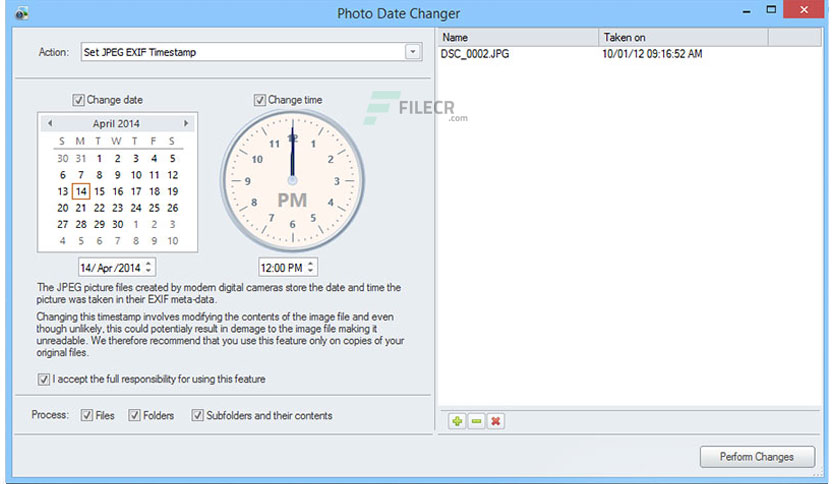 Photo Date Changer
Action: Set JPEG EXIF Timestamp
Change date
Change time
April 2014
S M T W T F S
30 31 1 2 3 4 5
6 7 8 9 10 11 12
13 14 15 16 17 18 19
20 21 22 23 24 25 26
27 28 29 30 1 2 3
4 5 6 7 8 9 10
14/Apr/2014
12 1 2 3 4 5 6 7 8 9 10 11
PM
12:00 PM
The JPEG picture files created by modern digital cameras store the date and time the
picture was taken in their EXIF meta-data.
Changing this timestamp involves modifying the contents of the image file and even
though unlikely, this could potentialy result in demage to the image file making it
unreadable. We therefore recommend that you use this feature only on copies of your
original files.
I accept the full responsibility for using this feature
Process: Files Folders Subfolders and their contents
Name Taken on
DSC_0002.JPG 10/01/12 09:16:52 AM
FILECR
.com
Perform Changes